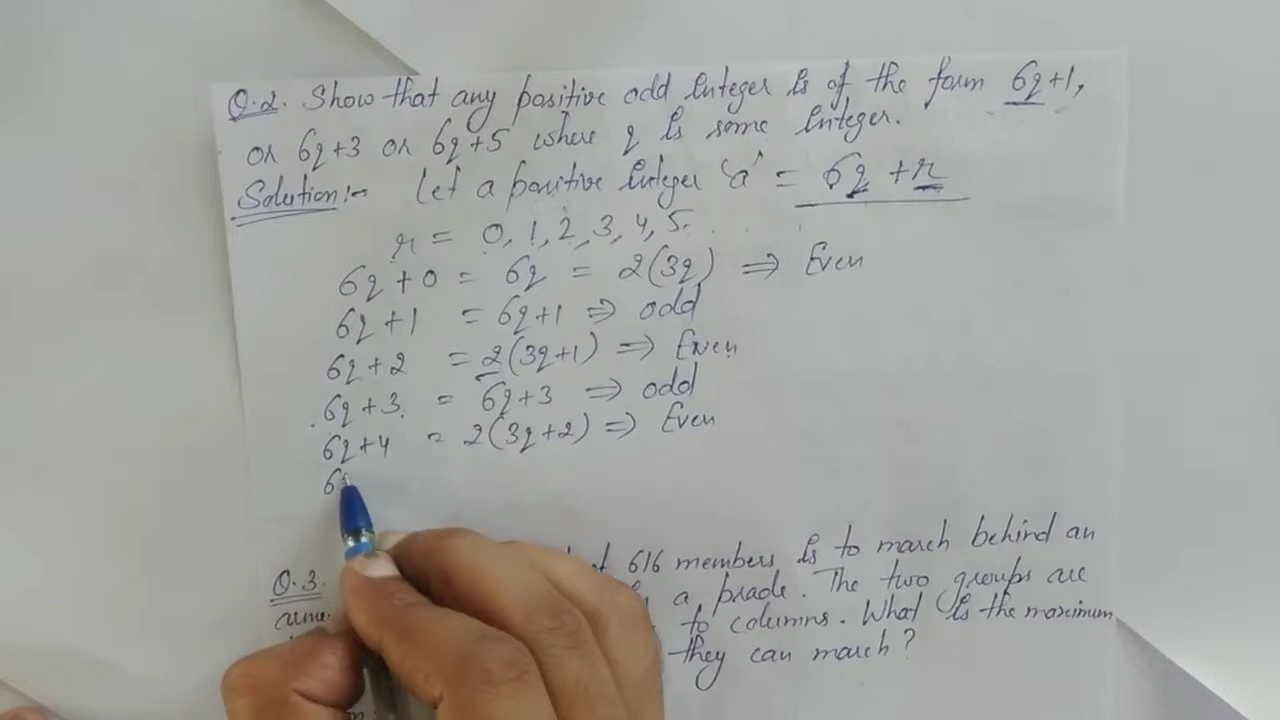 Q.2. Show that any positive odd integer is of the form 6q+1,
or 6q+3 or 6q+5 where q is some integer.
Solution:- Let a positive integer 'a' = 6q + r
r = 0, 1, 2, 3, 4, 5.
6q + 0 = 6q = 2(3q) ⇒ Even
6q + 1 = 6q+1 ⇒ odd
6q + 2 = 2(3q+1) ⇒ Even
6q + 3 = 6q+3 ⇒ odd
6q+4 = 2(3q+2) ⇒ Even
6
Q.3. 616 members is to march behind an
a prade. The two groups are
to columns. What is the maximum
they can march?